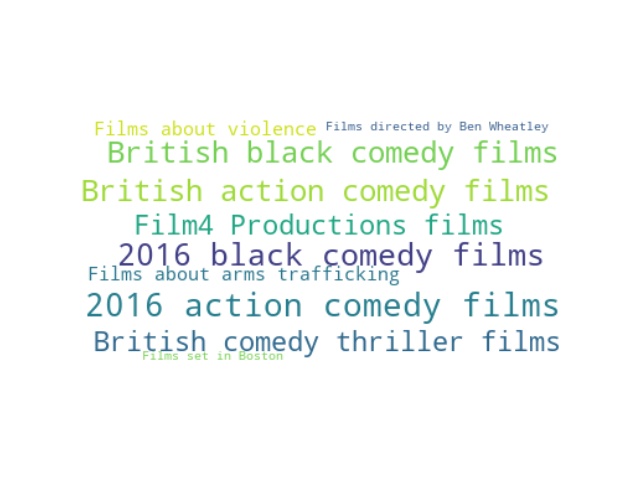 Films about violence Films directed by Ben Wheatley
British black comedy films
British action comedy films
Film4 Productions films
2016 black comedy films
Films about arms trafficking
2016 action comedy films
British comedy thriller films
Films set in Boston